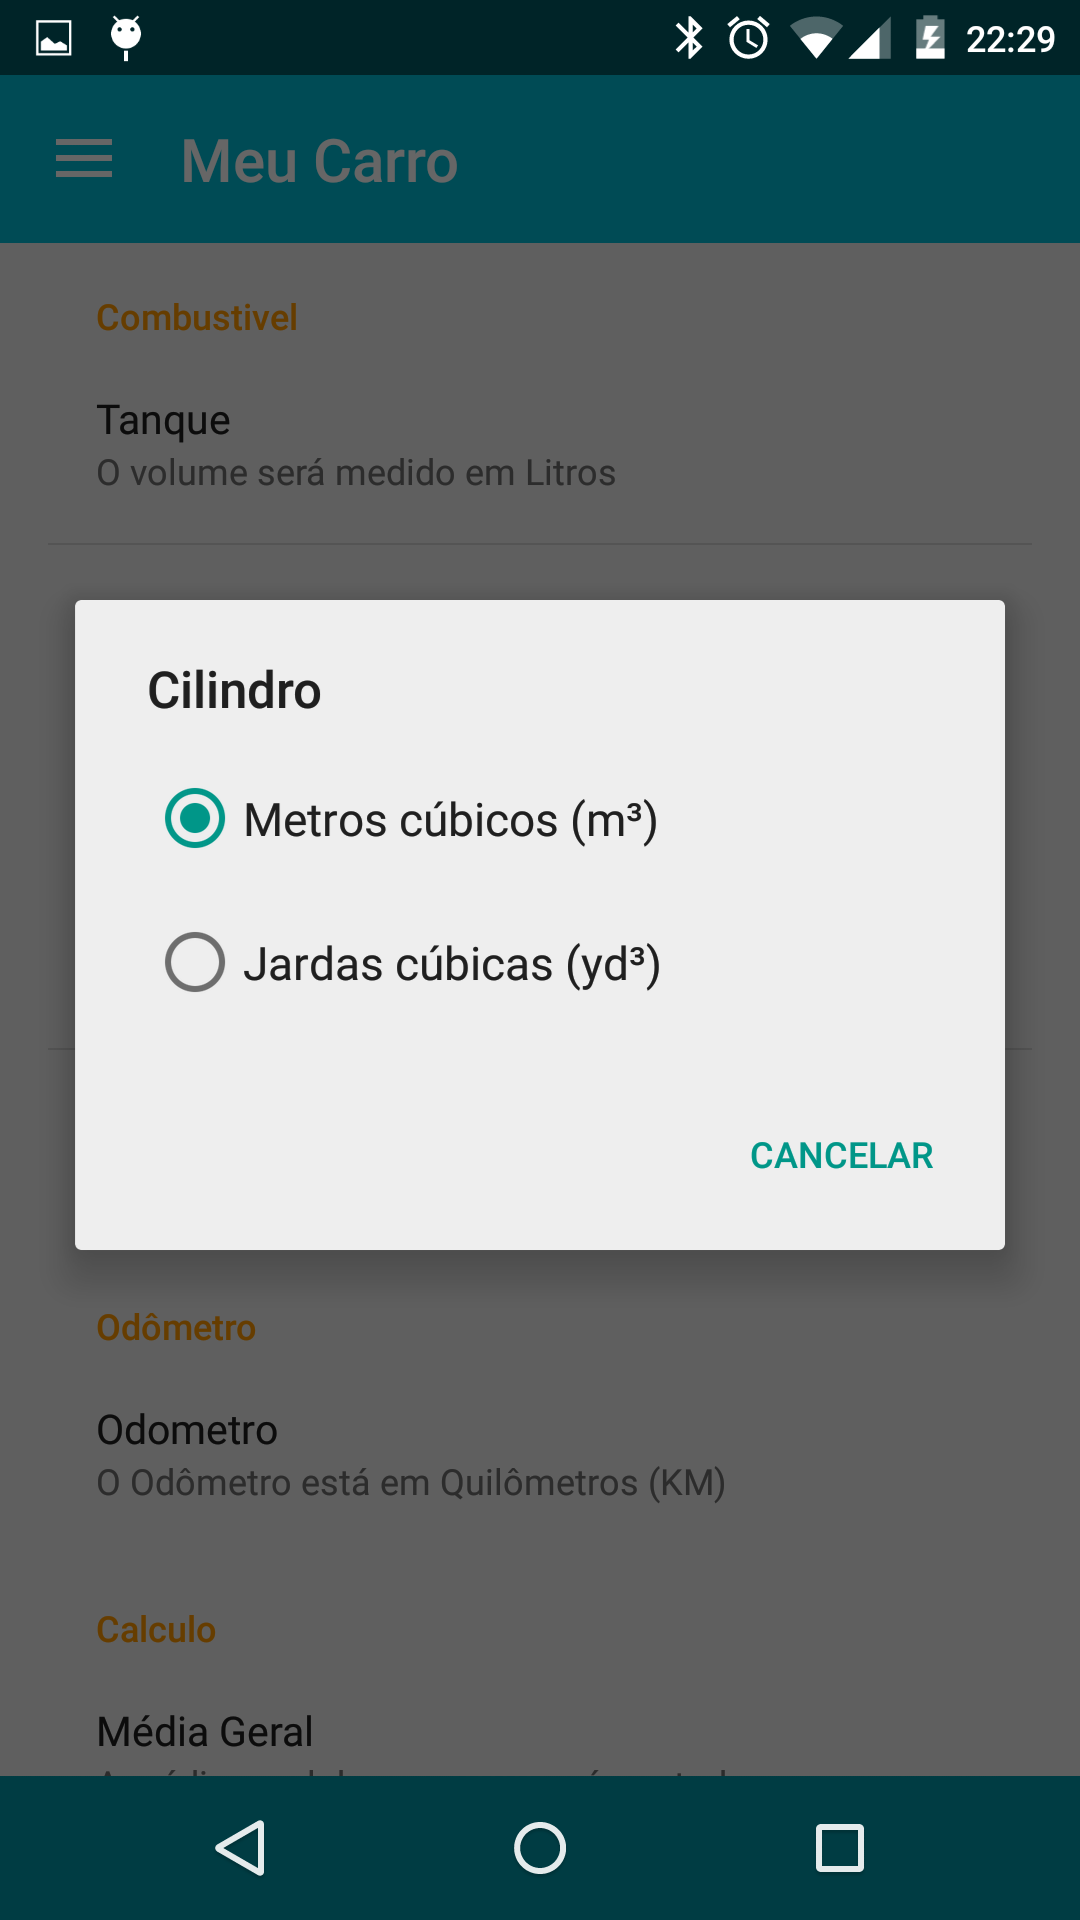 22:29
Meu Carro
Combustivel
Tanque
O volume será medido em Litros
Cilindro
Metros cúbicos (m³)
Jardas cúbicas (yd³)
CANCELAR
Odômetro
Odometro
O Odômetro está em Quilômetros (KM)
Calculo
Média Geral